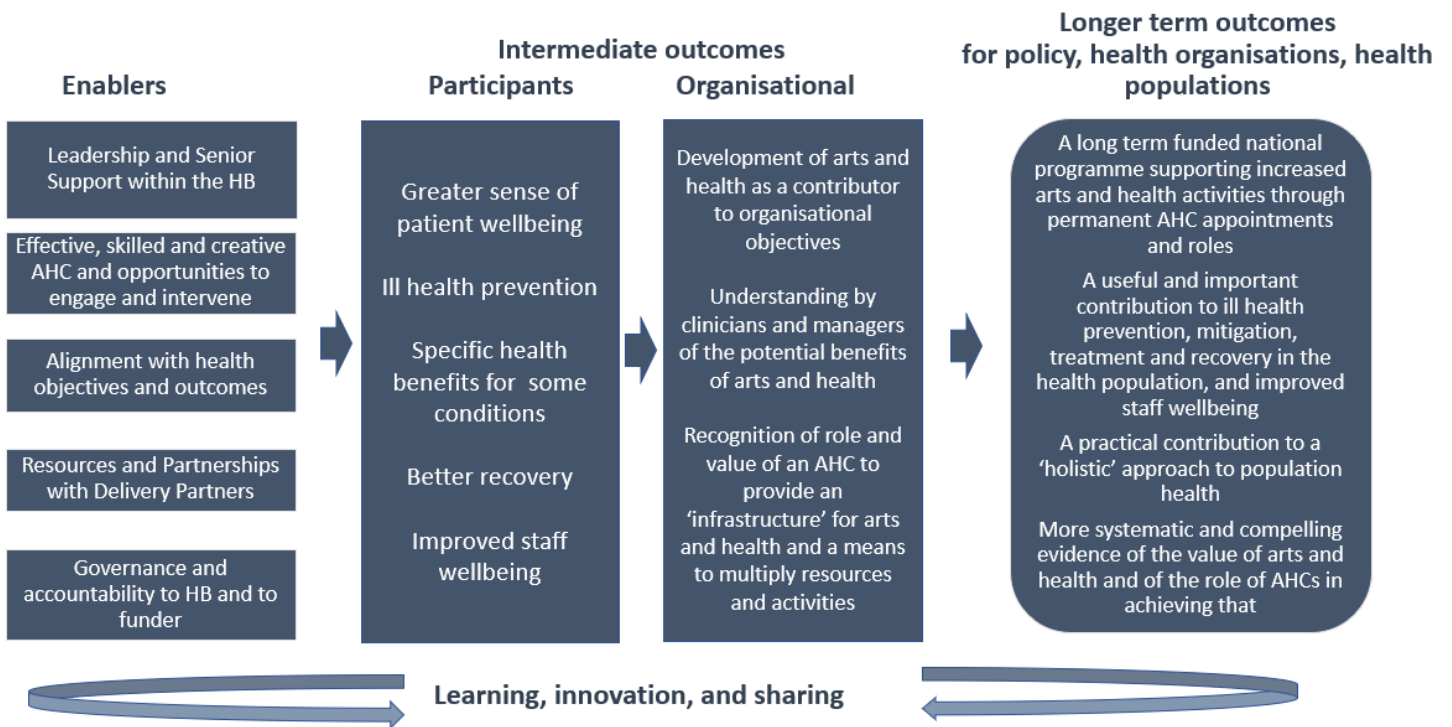 Enablers
Leadership and Senior
Support within the HB
Effective, skilled and creative
AHC and opportunities to
engage and intervene
Alignment with health
objectives and outcomes
Resources and Partnerships
with Delivery Partners
Governance and
accountability to HB and to
funder
Intermediate outcomes
Participants
Greater sense of
patient wellbeing
Ill health prevention
Specific health
benefits for some
conditions
Better recovery
Improved staff
wellbeing
Organisational
Development of arts and
health as a contributor
to organisational
objectives
Understanding by
clinicians and managers
of the potential benefits
of arts and health
Recognition of role and
value of an AHC to
provide an
‘infrastructure’ for arts
and health and a means
to multiply resources
and activities
Longer term outcomes
for policy, health organisations, health
populations
A long term funded national
programme supporting increased
arts and health activities through
permanent AHC appointments
and roles
A useful and important
contribution to ill health
prevention, mitigation,
treatment and recovery in the
health population, and improved
staff wellbeing
A practical contribution to a
‘holistic’ approach to population
health
More systematic and compelling
evidence of the value of arts and
health and of the role of AHCs in
achieving that
Learning, innovation, and sharing